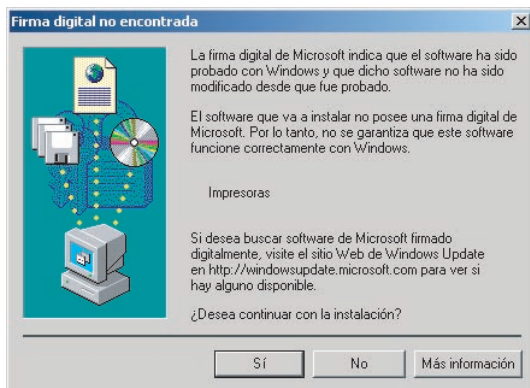 Firma digital no encontrada
La firma digital de Microsoft indica que el software ha sido
probado con Windows y que dicho software no ha sido
modificado desde que fue probado.
El software que va a instalar no posee una firma digital de
Microsoft. Por lo tanto, no se garantiza que este software
funcione correctamente con Windows.
Impresoras
Si desea buscar software de Microsoft firmado
digitalmente, visite el sitio Web de Windows Update
en http://windowsupdate.microsoft.com para ver si
hay alguno disponible.
¿Desea continuar con la instalación?
Sí
No
Más información